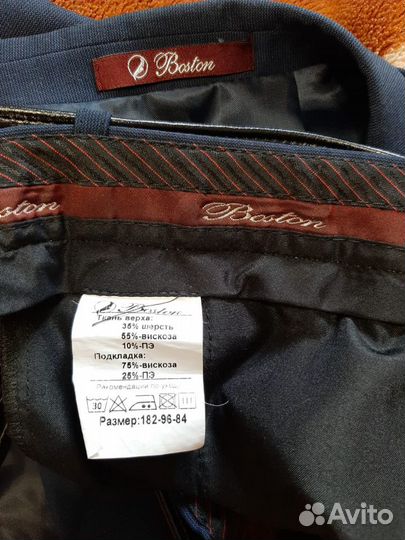 Boston
oston
Boston
Boston
Ткань верха:
35% шерсть
55%-вискоза
10%-ПЭ
Подкладка:
75%-вискоза
25%-ПЭ
Рекомендации по уходу
30
Размер:182-96-84
Avito